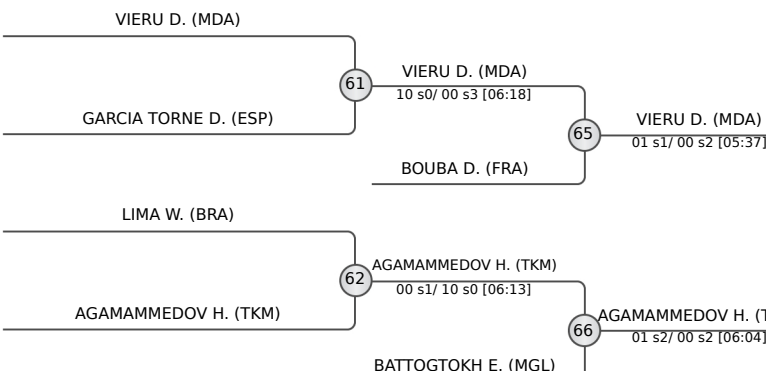 VIERU D. (MDA)
61
VIERU D. (MDA)
10 s0/ 00 s3 [06:18]
GARCIA TORNE D. (ESP)
65
VIERU D. (MDA)
01 s1/ 00 s2 [05:37]
BOUBA D. (FRA)
LIMA W. (BRA)
62
AGAMAMMEDOV H. (TKM)
00 s1/ 10 s0 [06:13]
AGAMAMMEDOV H. (TKM)
66
AGAMAMMEDOV H. (T
01 s2/ 00 s2 [06:04]
BATTOGTOKH E. (MGL)